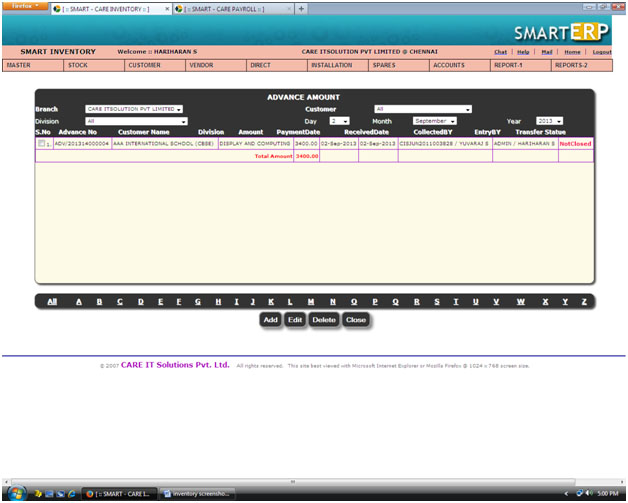 Firefox
[ :: SMART - CARE INVENTORY :: ] × [ :: SMART - CARE PAYROLL :: ] × +
SMARTERP
SMART INVENTORY Welcome :: HARIHARAN S CARE ITSOLUTION PVT LIMITED @ CHENNAI Chat | Help | Mail | Home | Logout
MASTER STOCK CUSTOMER VENDOR DIRECT INSTALLATION SPARES ACCOUNTS REPORT-1 REPORTS-2
ADVANCE AMOUNT
Branch CARE ITSOLUTION PVT LIMITED Customer All
Division All Day 2 Month September Year 2013
S.No Advance No Customer Name Division Amount PaymentDate ReceivedDate CollectedBY EntryBY Transfer Status
1. ADV/201314000004 AAA INTERNATIONAL SCHOOL (CBSE) DISPLAY AND COMPUTING 3400.00 02-Sep-2013 02-Sep-2013 CISJUN2011003828 / YUVARAJ S ADMIN / HARIHARAN S NotClosed
Total Amount 3400.00
All A B C D E F G H I J K L M N O P Q R S T U V W X Y Z
Add Edit Delete Close
© 2007 CARE IT Solutions Pvt. Ltd. All rights reserved. This site best viewed with Microsoft Internet Explorer or Mozilla Firefox @ 1024 x 768 screen size.
[ :: SMART - CARE I... inventory screensho... 5:00 PM